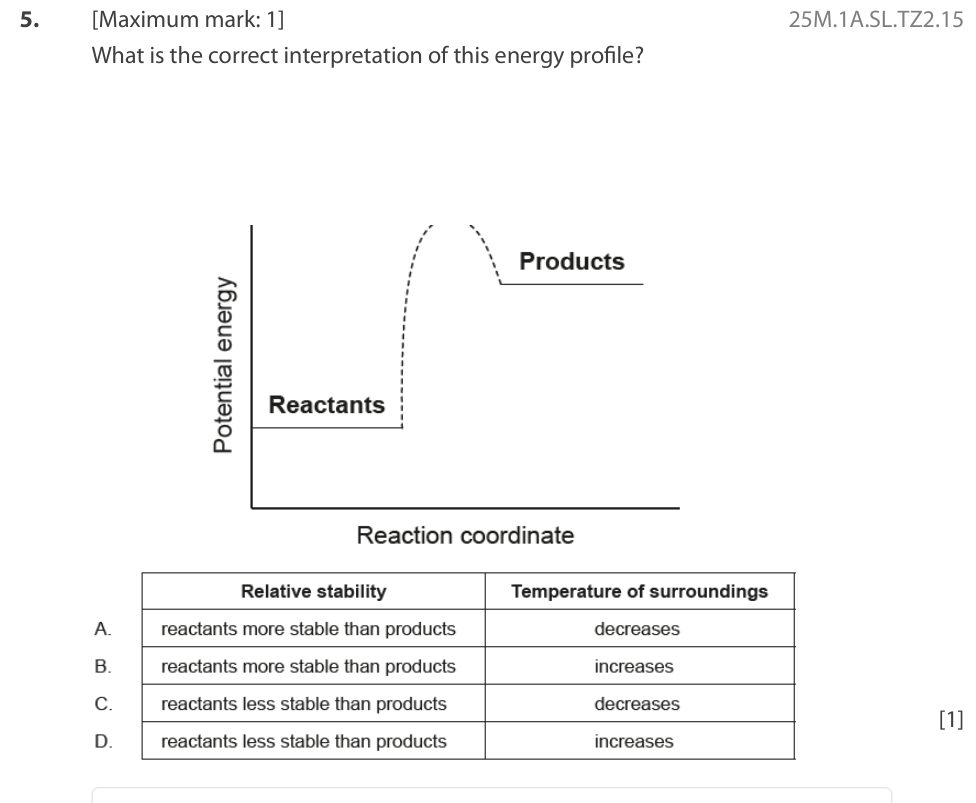 5. [Maximum mark: 1] 25M.1A.SL.TZ2.15
What is the correct interpretation of this energy profile?
Products
Potential energy
Reactants
Reaction coordinate
Relative stability Temperature of surroundings
A. reactants more stable than products decreases
B. reactants more stable than products increases
C. reactants less stable than products decreases
[1]
D. reactants less stable than products increases